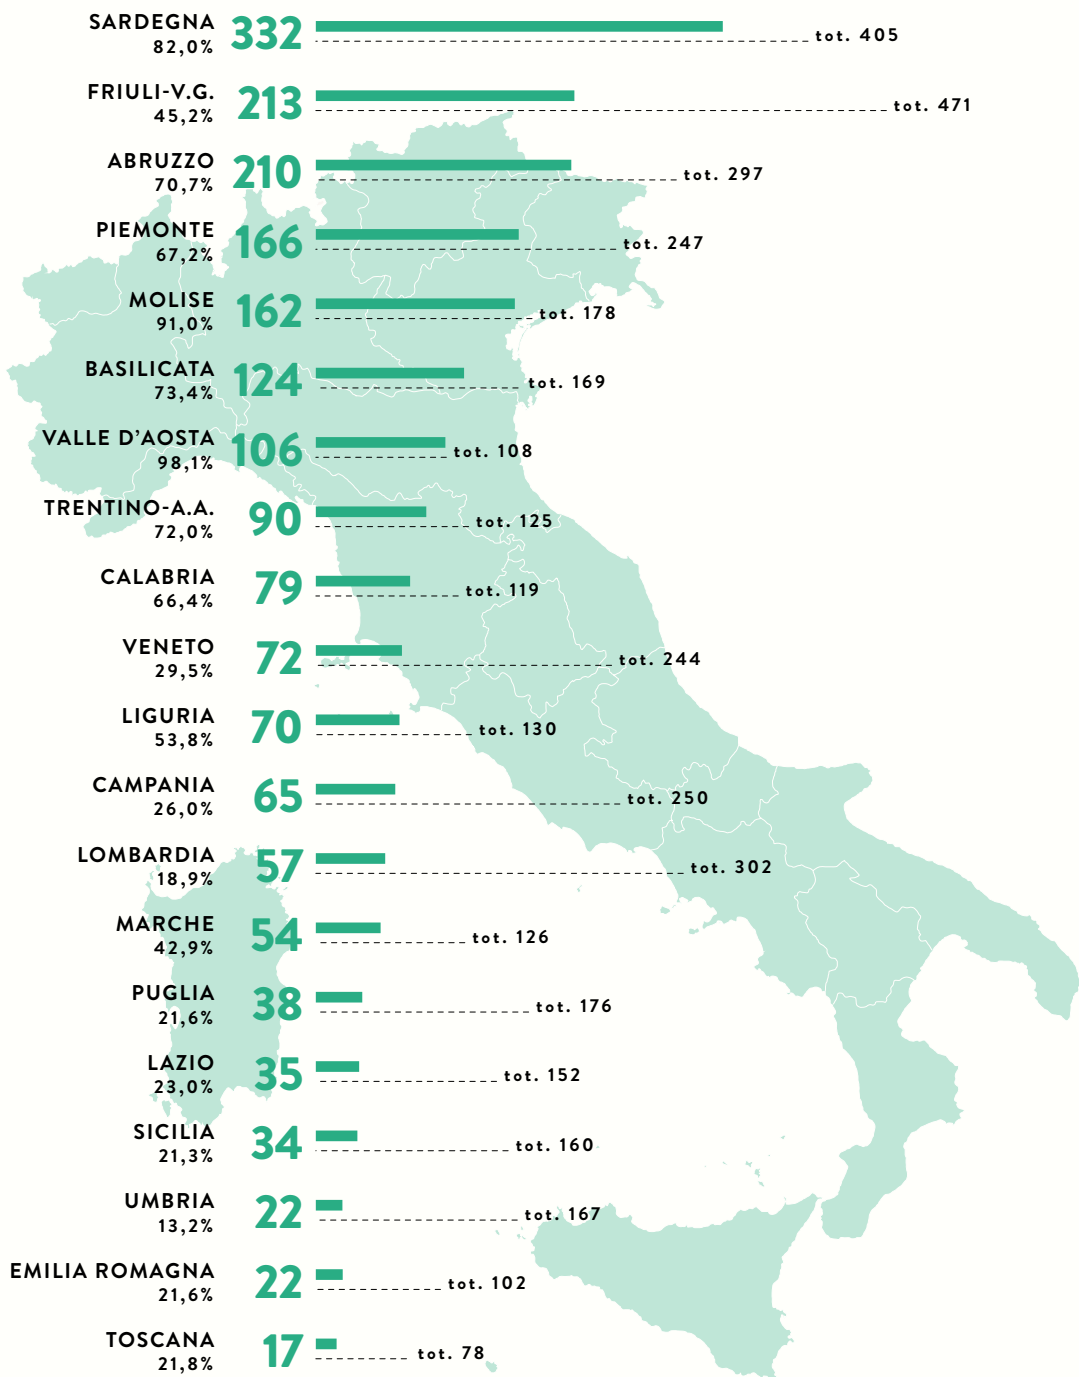 SARDEGNA
82,0%
332
tot. 405
FRIULI-V.G.
45,2%
213
tot. 471
ABRUZZO
70,7%
210
tot. 297
PIEMONTE
67,2%
166
tot. 247
MOLISE
91,0%
162
tot. 178
BASILICATA
73,4%
124
tot. 169
VALLE D’AOSTA
98,1%
106
tot. 108
TRENTINO-A.A.
72,0%
90
tot. 125
CALABRIA
66,4%
79
tot. 119
VENETO
29,5%
72
tot. 244
LIGURIA
53,8%
70
tot. 130
CAMPANIA
26,0%
65
tot. 250
LOMBARDIA
18,9%
57
tot. 302
MARCHE
42,9%
54
tot. 126
PUGLIA
21,6%
38
tot. 176
LAZIO
23,0%
35
tot. 152
SICILIA
21,3%
34
tot. 160
UMBRIA
13,2%
22
tot. 167
EMILIA ROMAGNA
21,6%
22
tot. 102
TOSCANA
21,8%
17
tot. 78